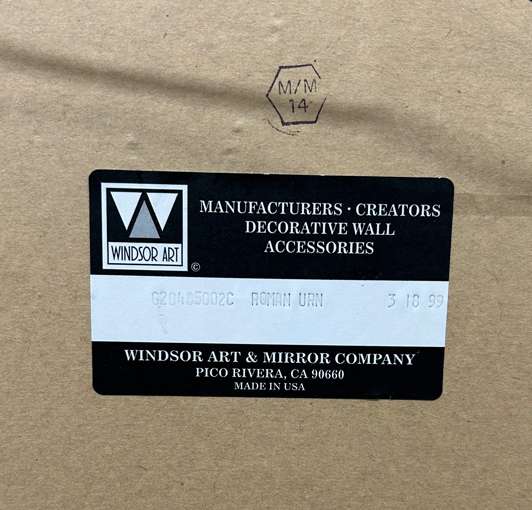 M/M
14
WINDSOR ART
©
MANUFACTURERS · CREATORS
DECORATIVE WALL
ACCESSORIES
ROMAN URN 3 18 99
WINDSOR ART & MIRROR COMPANY
PICO RIVERA, CA 90660
MADE IN USA